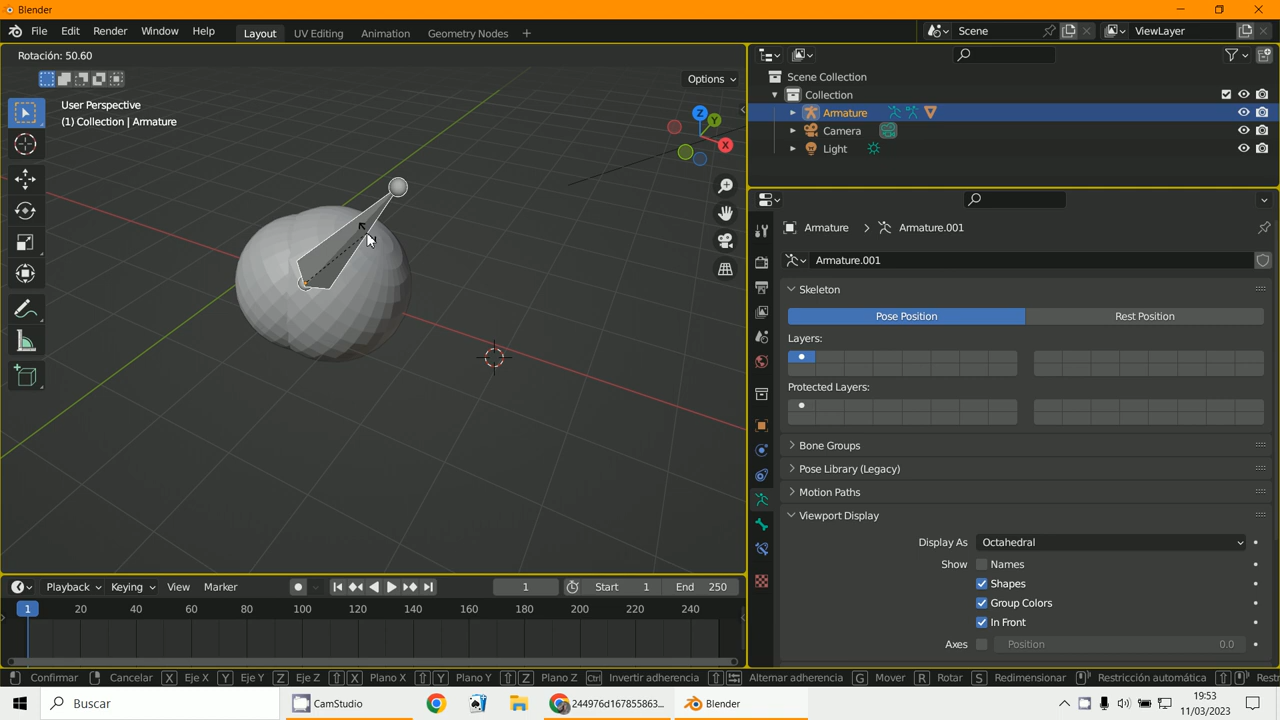 Blender
File Edit Render Window Help
Layout UV Editing Animation Geometry Nodes
Scene
ViewLayer
Rotación: 50.60
Options
User Perspective
(1) Collection | Armature
Z
Y
X
Scene Collection
Collection
Armature
Camera
Light
Armature > Armature.001
Armature.001
Skeleton
Pose Position Rest Position
Layers:
Protected Layers:
Bone Groups
Pose Library (Legacy)
Motion Paths
Viewport Display
Display As Octahedral
Show Names
Shapes
Group Colors
In Front
Axes Position 0.0
Playback Keying View Marker 1 Start 1 End 250
1 20 40 60 80 100 120 140 160 180 200 220 240
Confirmar Cancelar X Eje X Y Eje Y Z Eje Z X Plano X Y Plano Y Z Plano Z Ctrl Invertir adherencia Alternar adherencia G Mover R Rotar S Redimensionar Restricción automática Restr
Buscar
CamStudio
244976d167855863...
Blender
19:53
11/03/2023